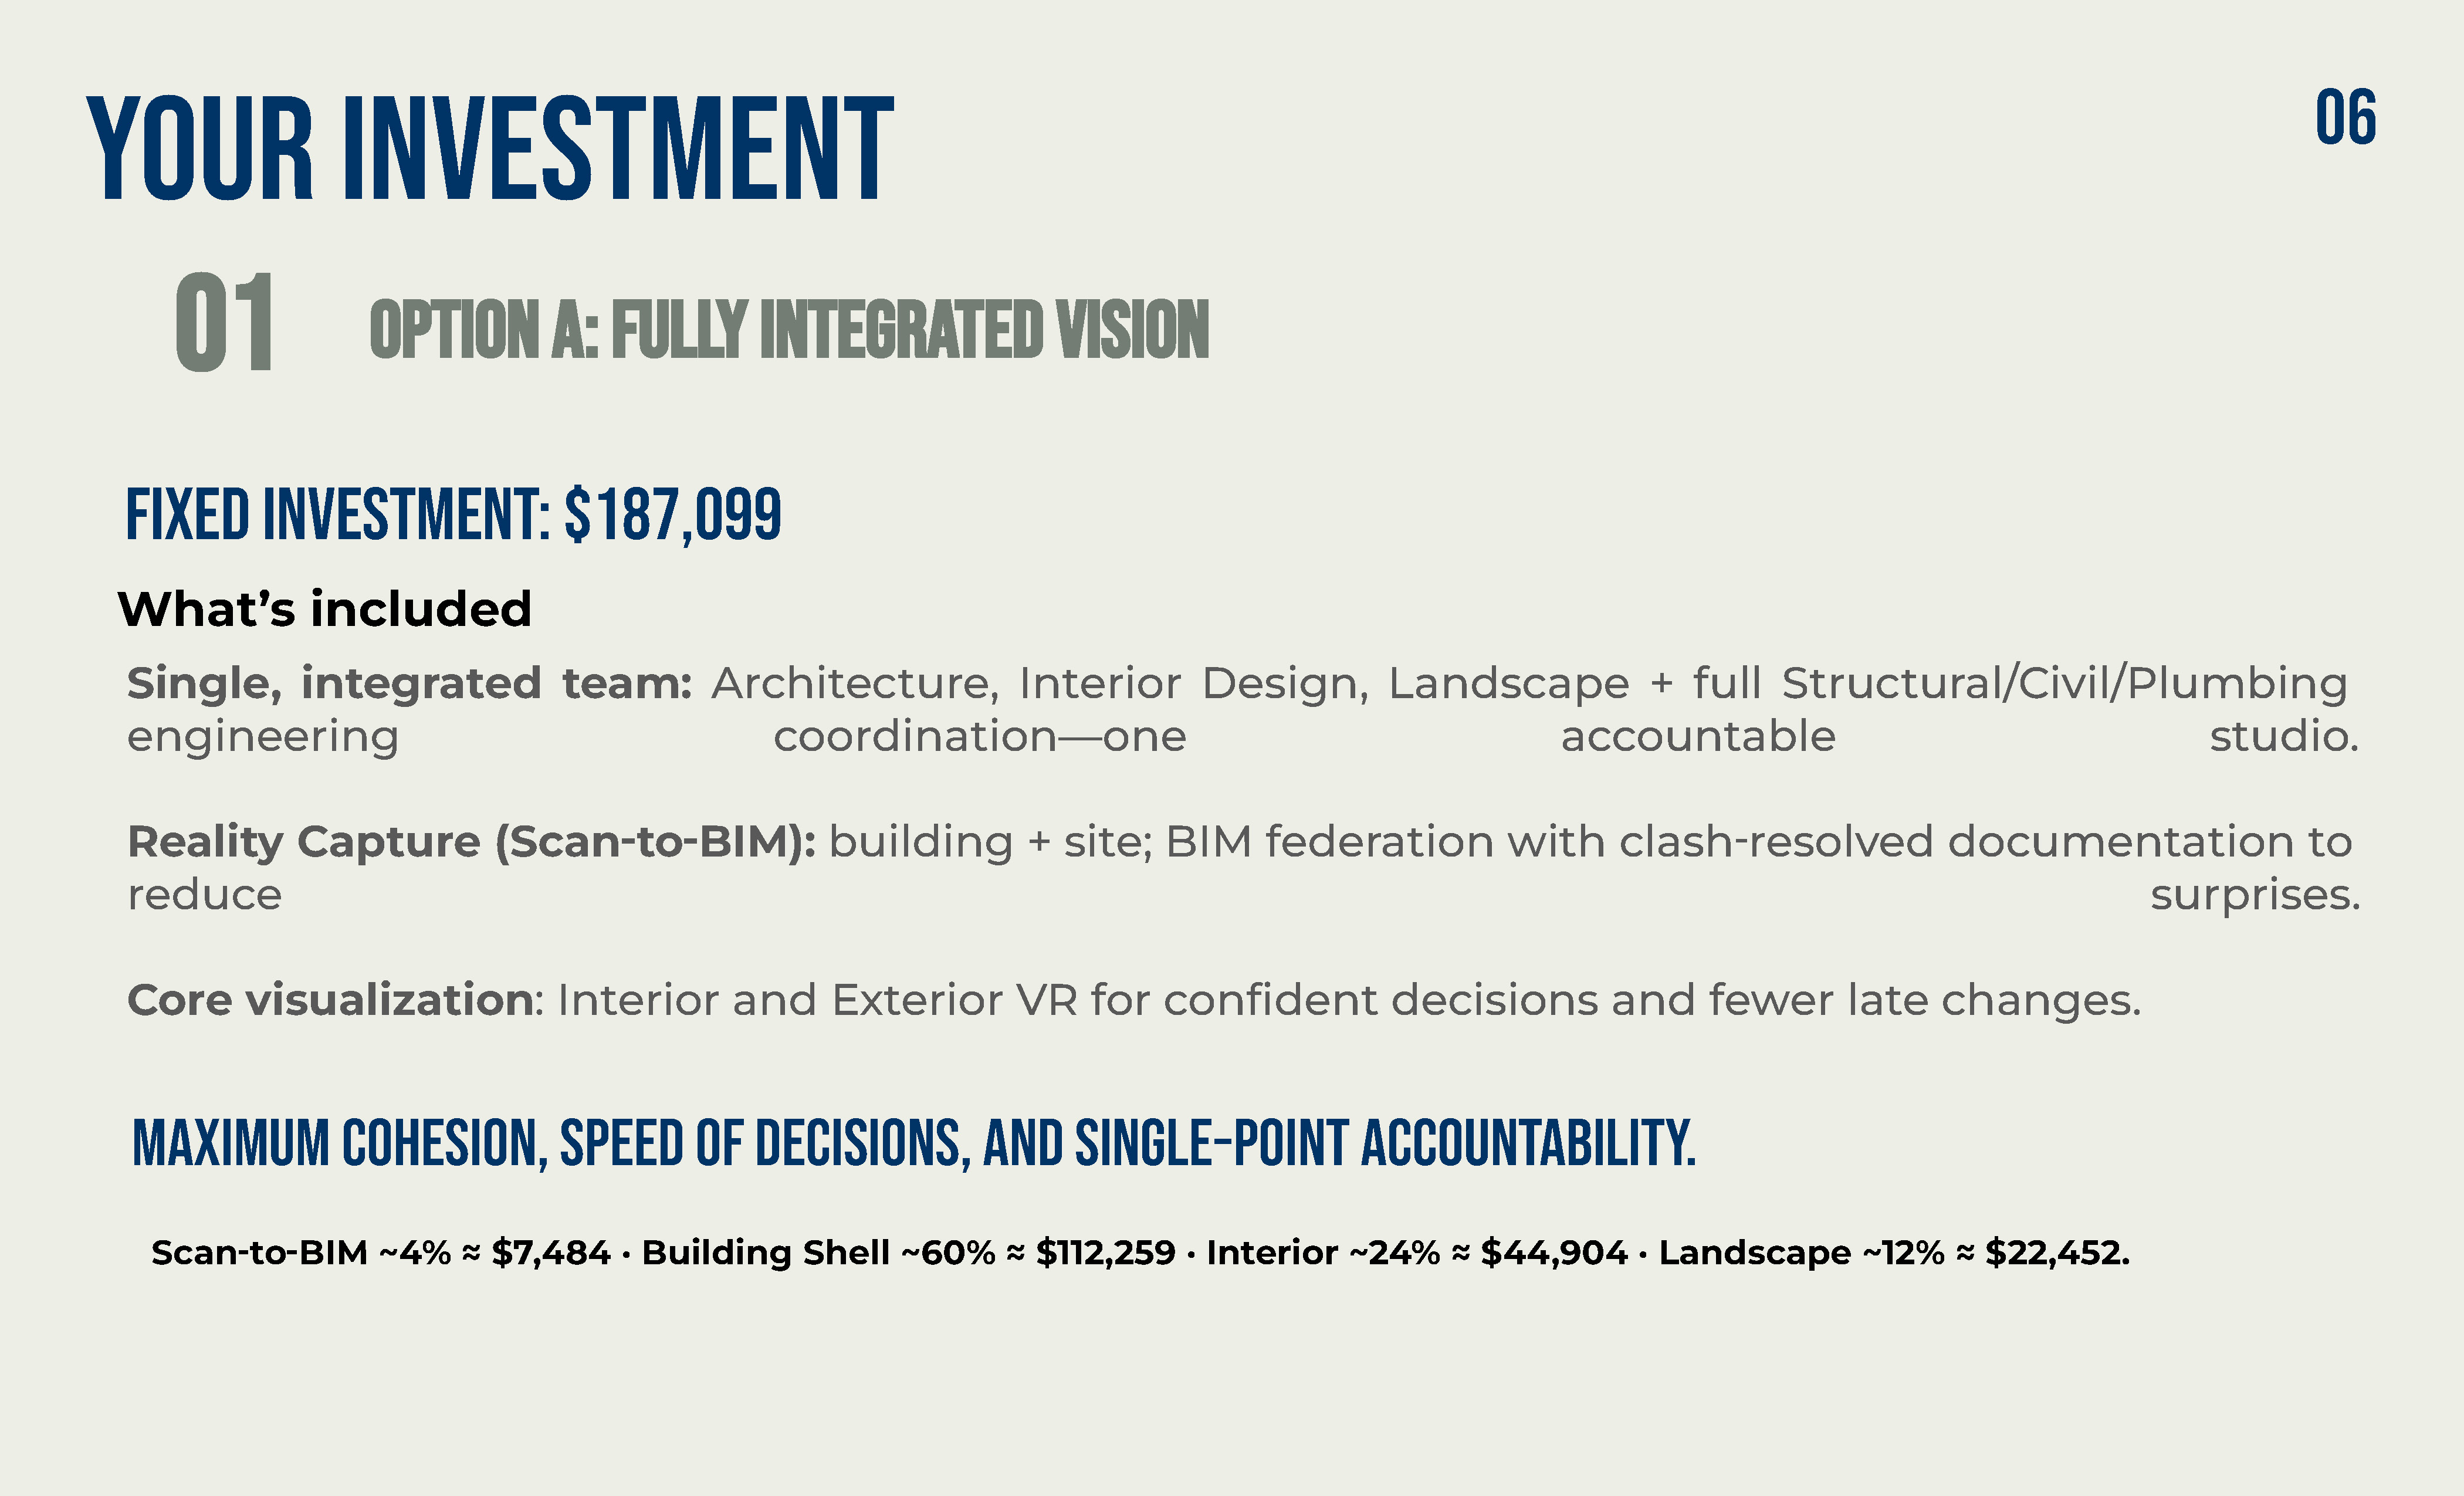 YOUR INVESTMENT
06
01
OPTION A: FULLY INTEGRATED VISION
FIXED INVESTMENT: $187,099
What’s included
Single, integrated team: Architecture, Interior Design, Landscape + full Structural/Civil/Plumbing
engineering coordination—one accountable studio.
Reality Capture (Scan-to-BIM): building + site; BIM federation with clash-resolved documentation to
reduce surprises.
Core visualization: Interior and Exterior VR for confident decisions and fewer late changes.
MAXIMUM COHESION, SPEED OF DECISIONS, AND SINGLE-POINT ACCOUNTABILITY.
Scan-to-BIM ~4% ≈ $7,484 · Building Shell ~60% ≈ $112,259 · Interior ~24% ≈ $44,904 · Landscape ~12% ≈ $22,452.